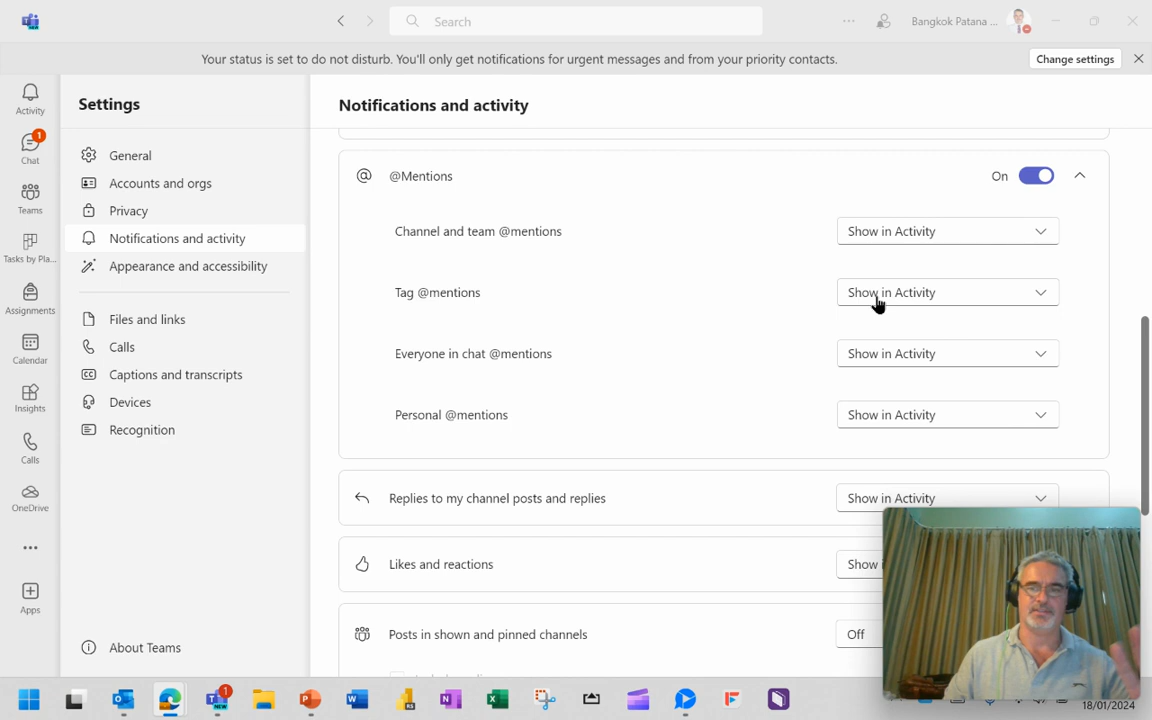 NEW
Search
Bangkok Patana ...
Your status is set to do not disturb. You'll only get notifications for urgent messages and from your priority contacts.
Change settings
Activity
1
Chat
Teams
Tasks by Pla...
Assignments
Calendar
Insights
Calls
OneDrive
Apps
Settings
General
Accounts and orgs
Privacy
Notifications and activity
Appearance and accessibility
Files and links
Calls
Captions and transcripts
Devices
Recognition
About Teams
Notifications and activity
@Mentions
On
Channel and team @mentions
Show in Activity
Tag @mentions
Show in Activity
Everyone in chat @mentions
Show in Activity
Personal @mentions
Show in Activity
Replies to my channel posts and replies
Show in Activity
Likes and reactions
Show
Posts in shown and pinned channels
Off
1
NEW
18/01/2024